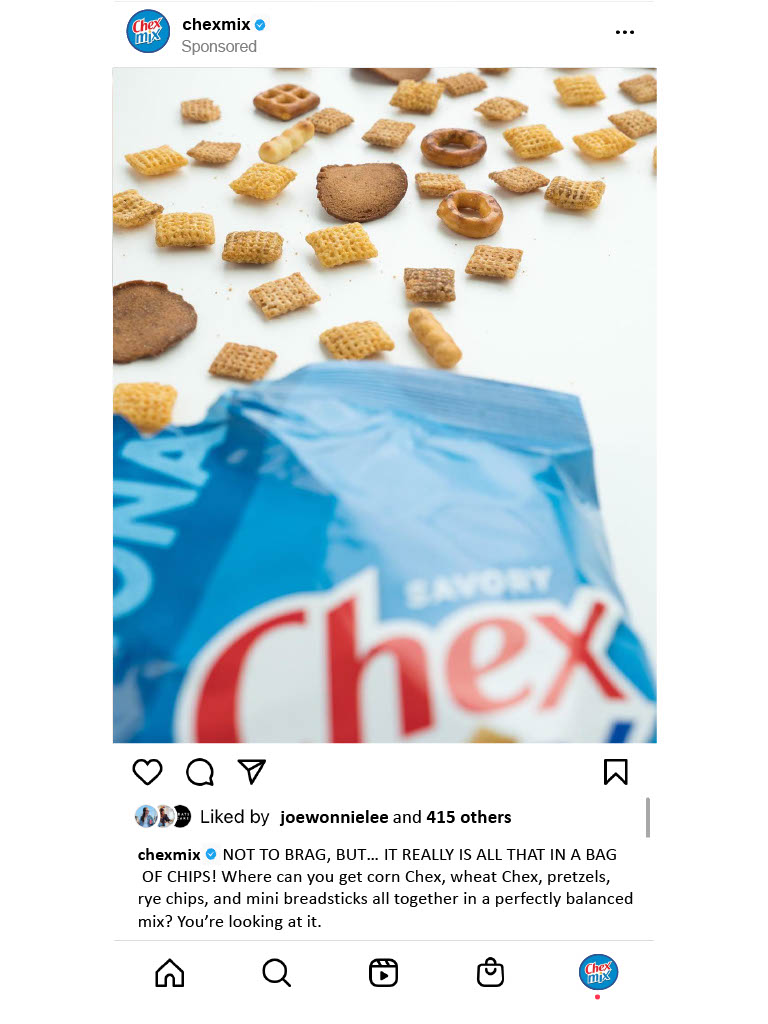 Chex
mix
chexmix
Sponsored
ONA
SAVORY
Chex
Liked by joewonnielee and 415 others
chexmix NOT TO BRAG, BUT… IT REALLY IS ALL THAT IN A BAG
OF CHIPS! Where can you get corn Chex, wheat Chex, pretzels,
rye chips, and mini breadsticks all together in a perfectly balanced
mix? You’re looking at it.
Chex
mix